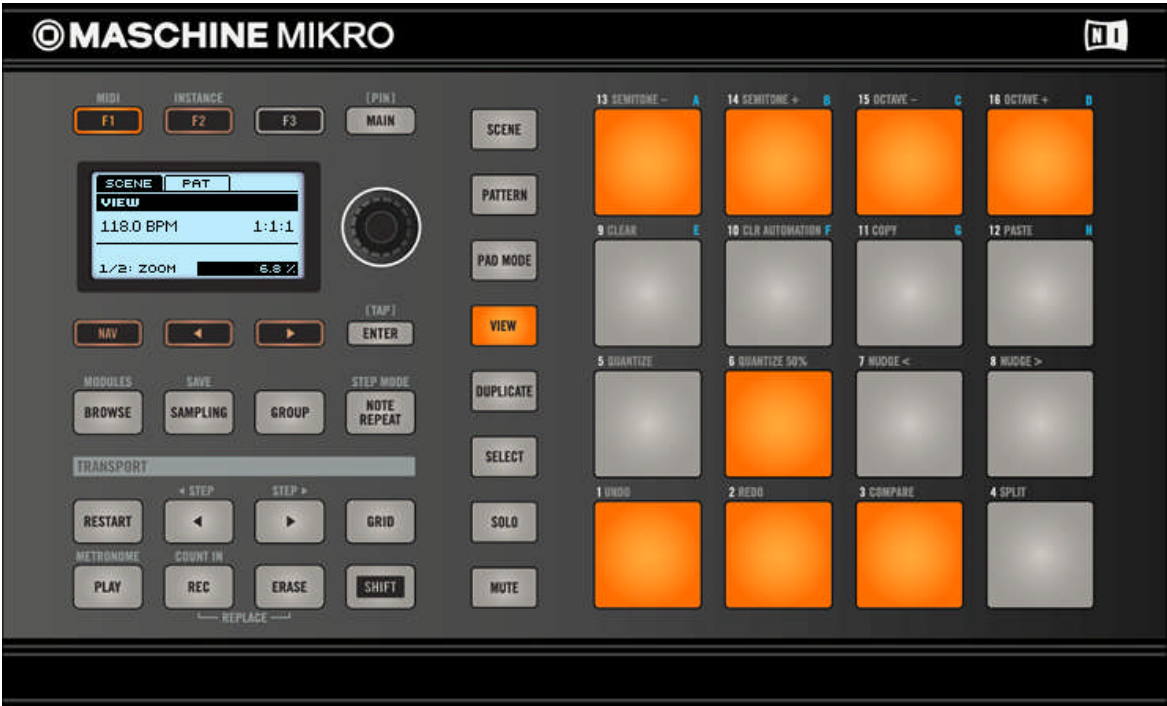 MASCHINE MIKRO
NI
MIDI
INSTANCE
[PIN]
F1
F2
F3
MAIN
SCENE PAT
VIEW
118.0 BPM 1:1:1
1/2: ZOOM 6.8 %
[TAP]
NAV
ENTER
MODULES
SAVE
STEP MODE
BROWSE
SAMPLING
GROUP
NOTE
REPEAT
TRANSPORT
◀ STEP
STEP ▶
RESTART
◀
▶
GRID
METRONOME
COUNT IN
PLAY
REC
ERASE
SHIFT
REPLACE
SCENE
PATTERN
PAD MODE
VIEW
DUPLICATE
SELECT
SOLO
MUTE
13 SEMITONE – A
14 SEMITONE + B
15 OCTAVE – C
16 OCTAVE + D
9 CLEAR E
10 CLR AUTOMATION F
11 COPY G
12 PASTE H
5 QUANTIZE
6 QUANTIZE 50%
7 NUDGE <
8 NUDGE >
1 UNDO
2 REDO
3 COMPARE
4 SPLIT